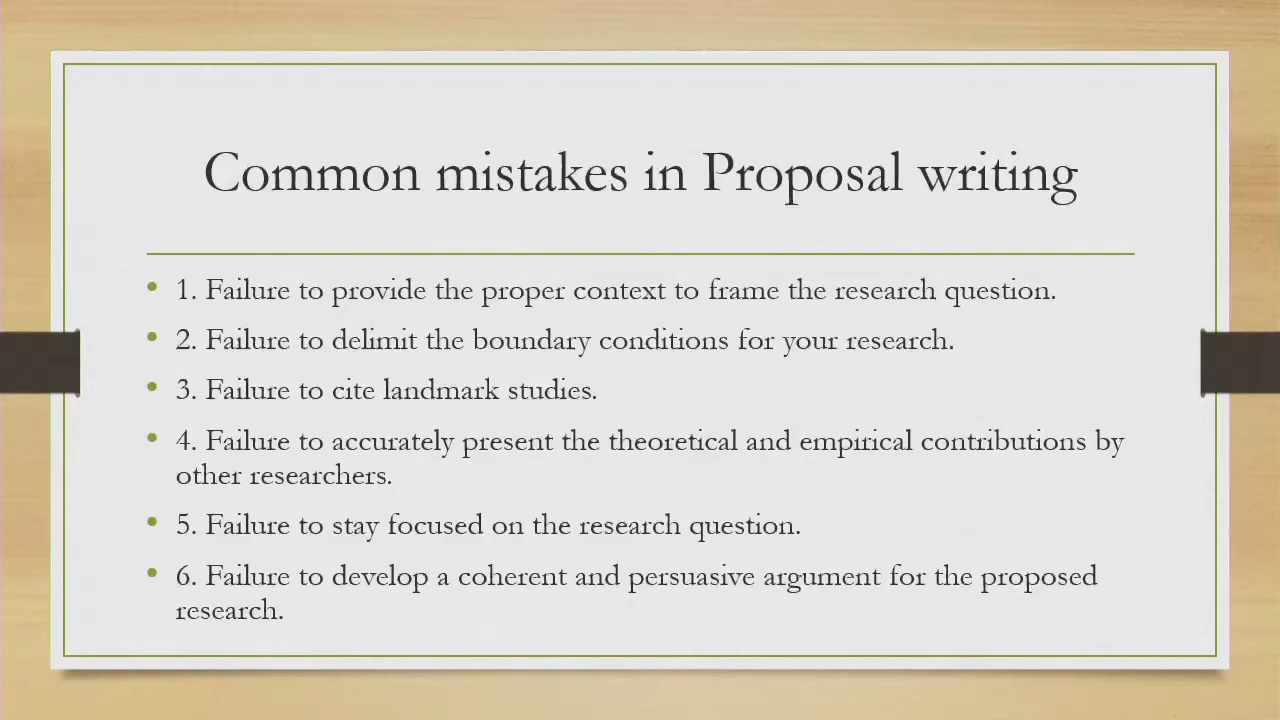 Common mistakes in Proposal writing
• 1. Failure to provide the proper context to frame the research question.
• 2. Failure to delimit the boundary conditions for your research.
• 3. Failure to cite landmark studies.
• 4. Failure to accurately present the theoretical and empirical contributions by
other researchers.
• 5. Failure to stay focused on the research question.
• 6. Failure to develop a coherent and persuasive argument for the proposed
research.